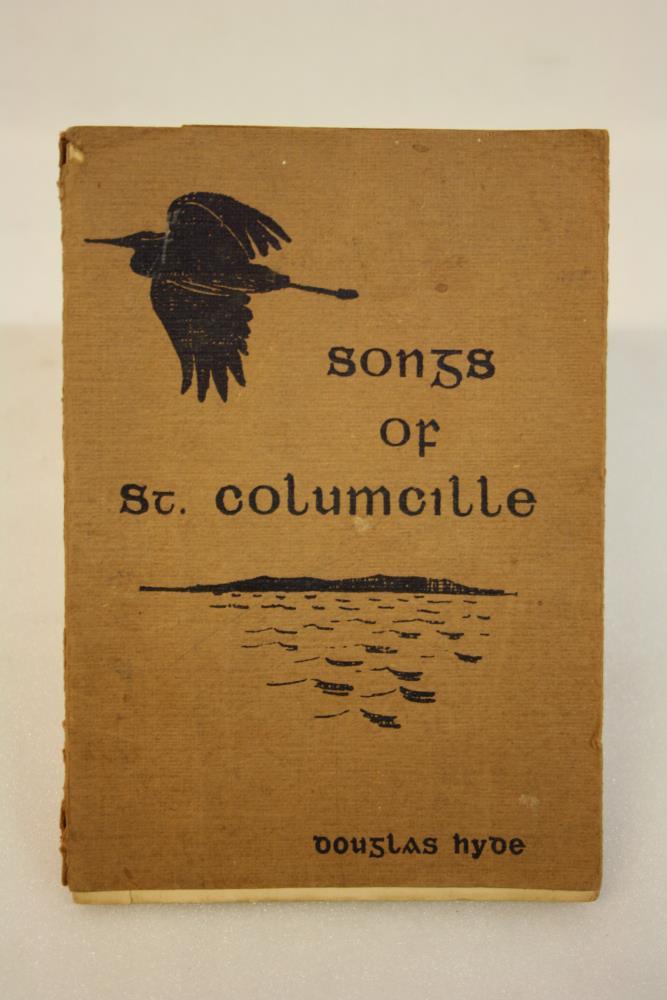 songs
of
St. columcille
douglas hyde